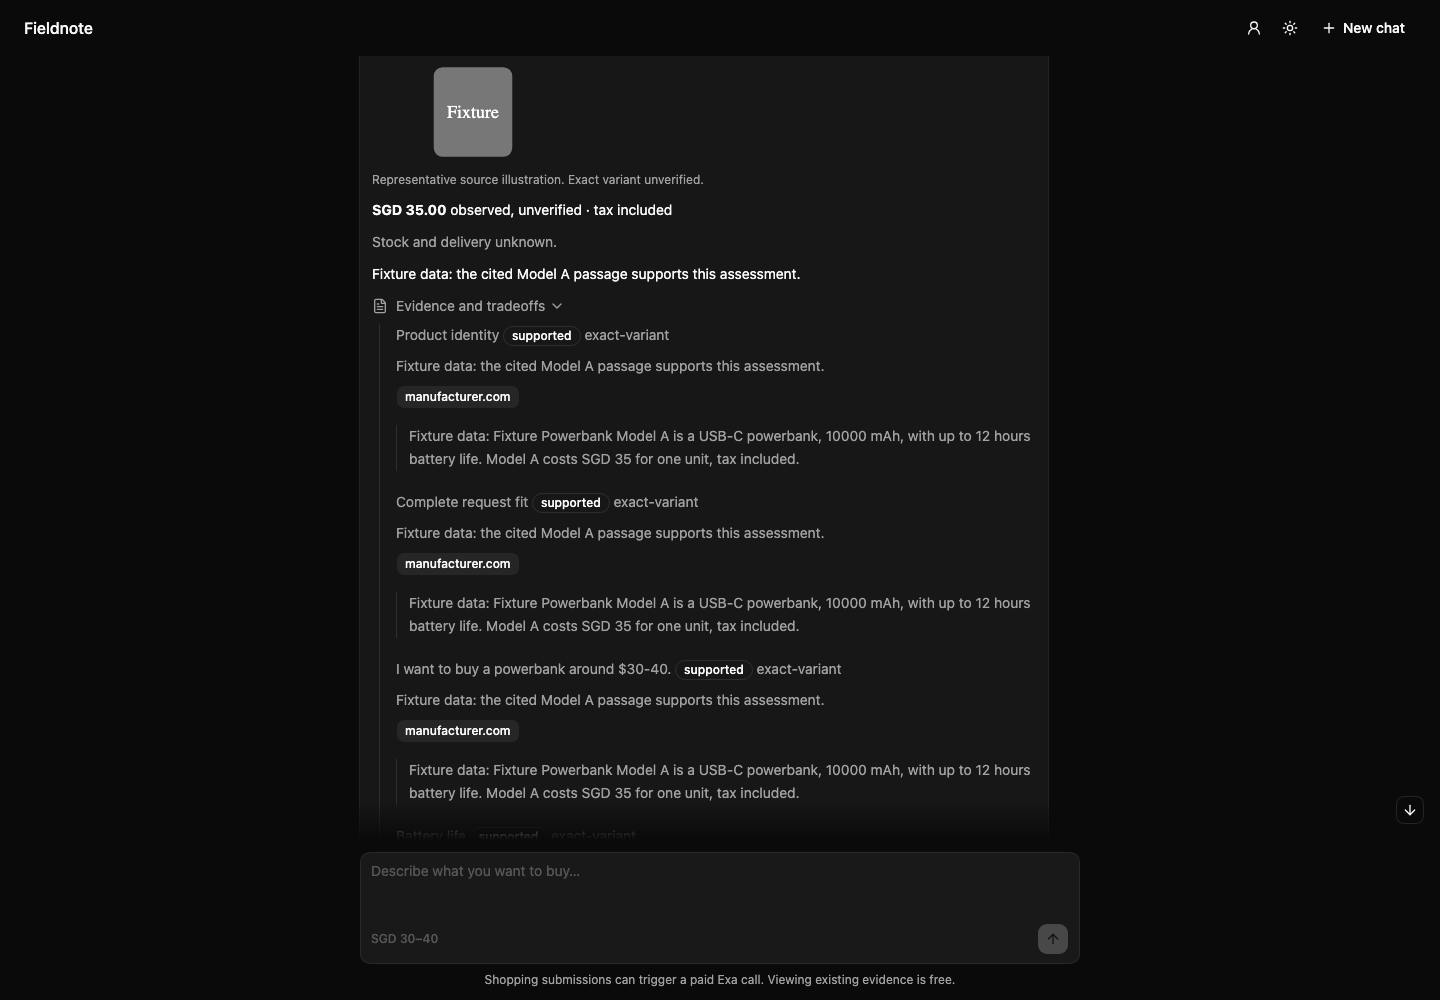 Fieldnote
New chat
Fixture
Representative source illustration. Exact variant unverified.
SGD 35.00 observed, unverified · tax included
Stock and delivery unknown.
Fixture data: the cited Model A passage supports this assessment.
Evidence and tradeoffs
Product identity supported exact-variant
Fixture data: the cited Model A passage supports this assessment.
manufacturer.com
Fixture data: Fixture Powerbank Model A is a USB-C powerbank, 10000 mAh, with up to 12 hours
battery life. Model A costs SGD 35 for one unit, tax included.
Complete request fit supported exact-variant
Fixture data: the cited Model A passage supports this assessment.
manufacturer.com
Fixture data: Fixture Powerbank Model A is a USB-C powerbank, 10000 mAh, with up to 12 hours
battery life. Model A costs SGD 35 for one unit, tax included.
I want to buy a powerbank around $30-40. supported exact-variant
Fixture data: the cited Model A passage supports this assessment.
manufacturer.com
Fixture data: Fixture Powerbank Model A is a USB-C powerbank, 10000 mAh, with up to 12 hours
battery life. Model A costs SGD 35 for one unit, tax included.
Battery life supported exact-variant
Describe what you want to buy...
SGD 30–40
Shopping submissions can trigger a paid Exa call. Viewing existing evidence is free.